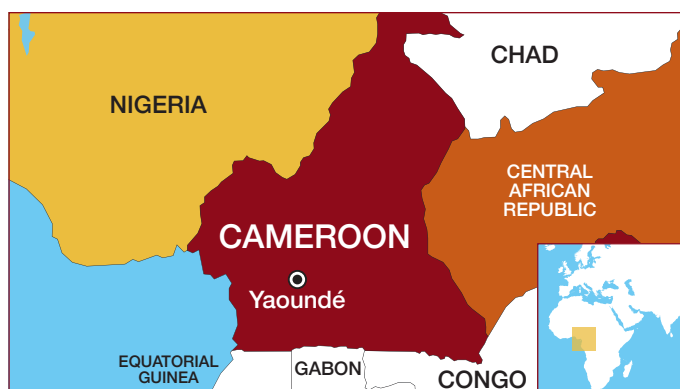 CHAD
NIGERIA
CENTRAL
AFRICAN
REPUBLIC
CAMEROON
Yaoundé
EQUATORIAL
GUINEA
GABON
CONGO